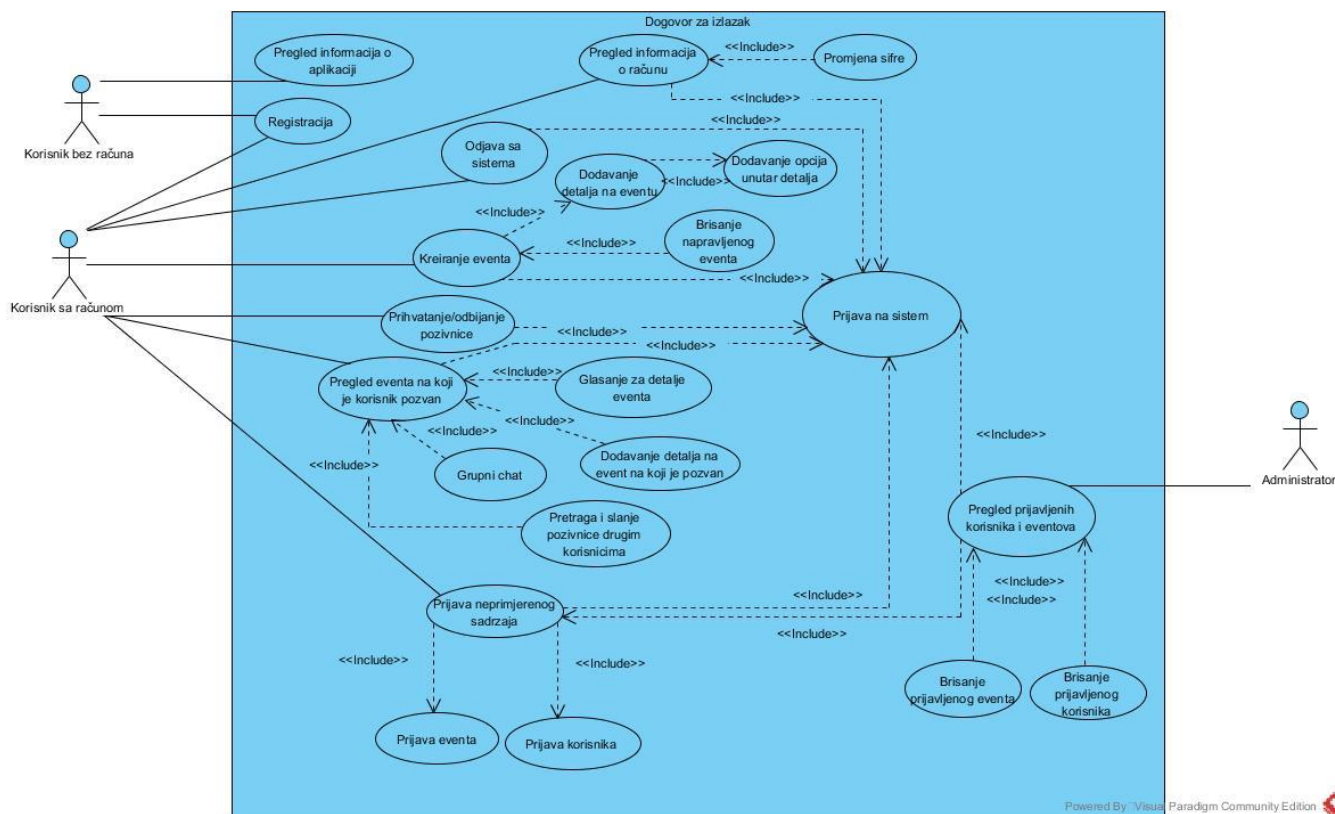 Dogovor za izlazak
Pregled informacija o
aplikaciji
Pregled informacija
o računu
<<Include>>
Promjena sifre
<<Include>>
Registracija
Korisnik bez računa
<<Include>>
Odjava sa
sistema
Dodavanje
detalja na eventu
<<Include>>
Dodavanje opcija
unutar detalja
<<Include>>
Brisanje
napravljenog
eventa
<<Include>>
Kreiranje eventa
<<Include>>
Korisnik sa računom
Prihvatanje/odbijanje
pozivnice
<<Include>>
Prijava na sistem
<<Include>>
Pregled eventa na koji
je korisnik pozvan
<<Include>>
Glasanje za detalje
eventa
<<Include>>
<<Include>>
<<Include>>
<<Include>>
Grupni chat
Dodavanje detalja na
event na koji je pozvan
Administrator
Pregled prijavljenih
korisnika i eventova
Pretraga i slanje
pozivnice drugim
korisnicima
<<Include>>
<<Include>>
Prijava neprimjerenog
sadrzaja
<<Include>>
<<Include>>
<<Include>>
<<Include>>
Brisanje
prijavljenog eventa
Brisanje
prijavljenog
korisnika
Prijava eventa
Prijava korisnika
Powered By Visual Paradigm Community Edition